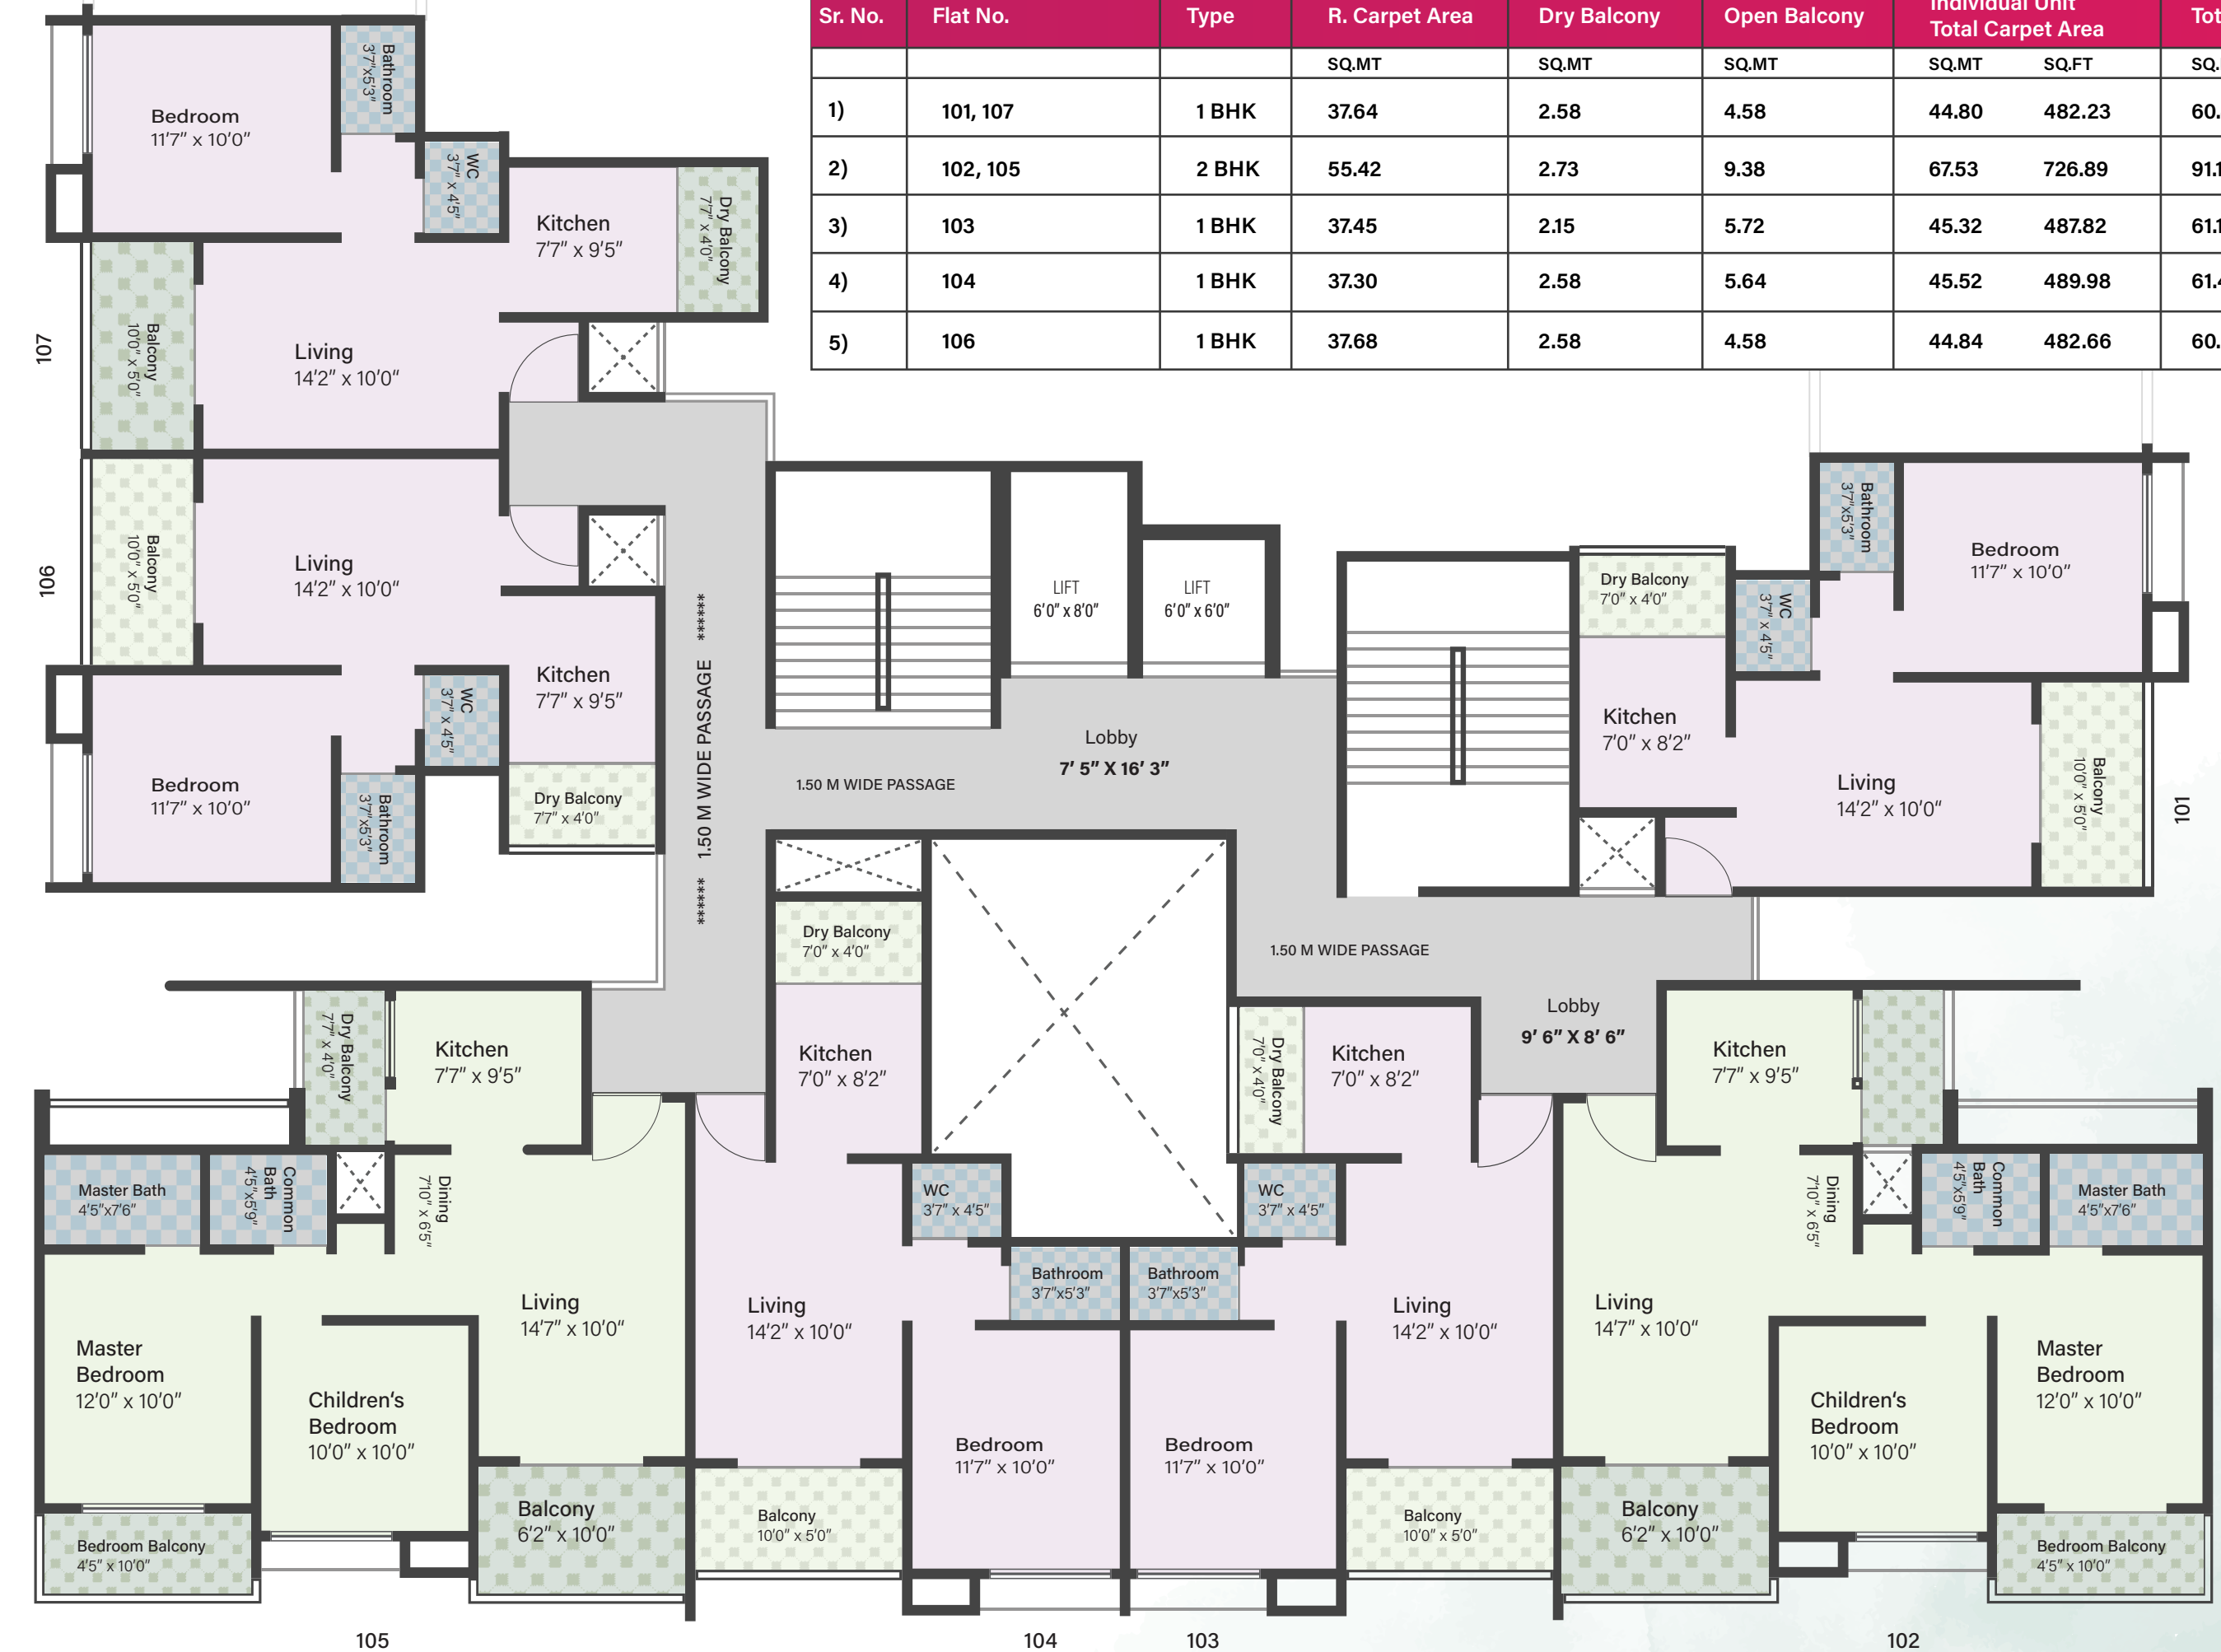 Sr. No. Flat No. Type R. Carpet Area Dry Balcony Open Balcony Individual Unit
Total Carpet Area
SQ.MT SQ.MT SQ.MT SQ.MT SQ.FT
1) 101, 107 1 BHK 37.64 2.58 4.58 44.80 482.23
2) 102, 105 2 BHK 55.42 2.73 9.38 67.53 726.89
3) 103 1 BHK 37.45 2.15 5.72 45.32 487.82
4) 104 1 BHK 37.30 2.58 5.64 45.52 489.98
5) 106 1 BHK 37.68 2.58 4.58 44.84 482.66
Bedroom
11'7" x 10'0"
Bathroom
3'7"x5'3"
WC
3'7" x 4'5"
Kitchen
7'7" x 9'5"
Dry Balcony
7'7" x 4'0"
107
Balcony
10'0" x 5'0"
Living
14'2" x 10'0"
106
Balcony
10'0" x 5'0"
Living
14'2" x 10'0"
Kitchen
7'7" x 9'5"
WC
3'7" x 4'5"
Bedroom
11'7" x 10'0"
Bathroom
3'7"x5'3"
Dry Balcony
7'7" x 4'0"
****** 1.50 M WIDE PASSAGE ******
LIFT
6'0" x 8'0"
LIFT
6'0" x 6'0"
Lobby
7' 5" X 16' 3"
1.50 M WIDE PASSAGE
Dry Balcony
7'0" x 4'0"
Bathroom
3'7"x5'3"
Bedroom
11'7" x 10'0"
WC
3'7" x 4'5"
Kitchen
7'0" x 8'2"
Living
14'2" x 10'0"
Balcony
10'0" x 5'0"
101
Dry Balcony
7'0" x 4'0"
1.50 M WIDE PASSAGE
Lobby
9' 6" X 8' 6"
Dry Balcony
7'7" x 4'0"
Kitchen
7'7" x 9'5"
Kitchen
7'0" x 8'2"
Dry Balcony
7'0" x 4'0"
Kitchen
7'0" x 8'2"
Kitchen
7'7" x 9'5"
Master Bath
4'5"x7'6"
Common
Bath
4'5"x5'9"
Dining
7'10" x 6'5"
WC
3'7" x 4'5"
WC
3'7" x 4'5"
Dining
7'10" x 6'5"
Common
Bath
4'5"x5'9"
Master Bath
4'5"x7'6"
Bathroom
3'7"x5'3"
Bathroom
3'7"x5'3"
Living
14'7" x 10'0"
Living
14'2" x 10'0"
Living
14'2" x 10'0"
Living
14'7" x 10'0"
Master
Bedroom
12'0" x 10'0"
Children's
Bedroom
10'0" x 10'0"
Bedroom
11'7" x 10'0"
Bedroom
11'7" x 10'0"
Children's
Bedroom
10'0" x 10'0"
Master
Bedroom
12'0" x 10'0"
Bedroom Balcony
4'5" x 10'0"
Balcony
6'2" x 10'0"
Balcony
10'0" x 5'0"
Balcony
10'0" x 5'0"
Balcony
6'2" x 10'0"
Bedroom Balcony
4'5" x 10'0"
105 104 103 102